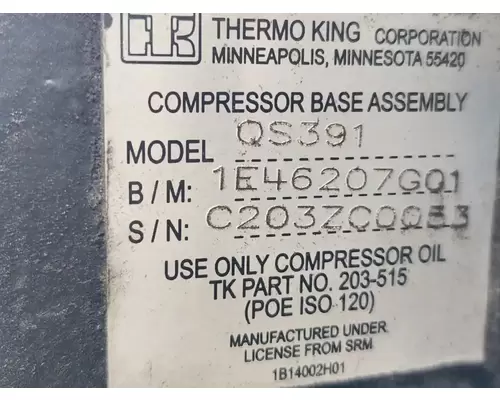 TK
THERMO KING CORPORATION
MINNEAPOLIS, MINNESOTA 55420
COMPRESSOR BASE ASSEMBLY
MODEL QS391
B / M: 1E46207G01
S / N: C203ZC0053
USE ONLY COMPRESSOR OIL
TK PART NO. 203-515
(POE ISO 120)
MANUFACTURED UNDER
LICENSE FROM SRM
1B14002H01